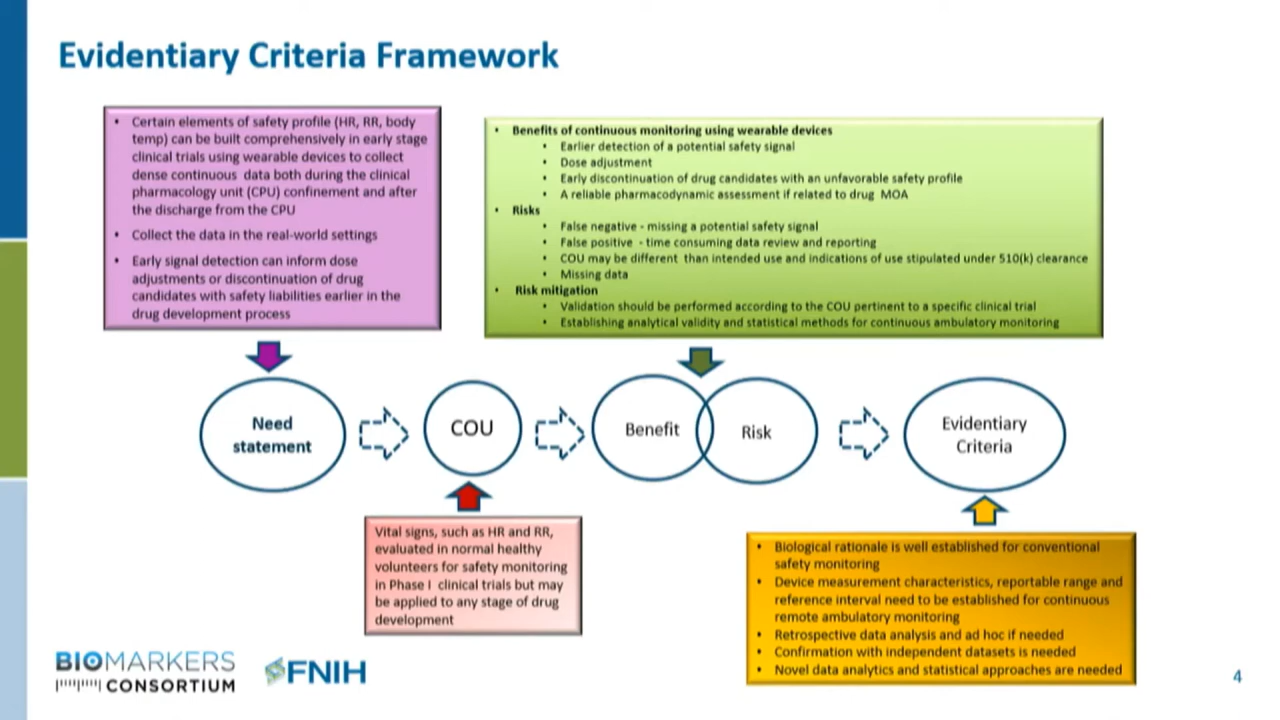 Evidentiary Criteria Framework
• Certain elements of safety profile (HR, RR, body
temp) can be built comprehensively in early stage
clinical trials using wearable devices to collect
dense continuous data both during the clinical
pharmacology unit (CPU) confinement and after
the discharge from the CPU
• Collect the data in the real-world settings
• Early signal detection can inform dose
adjustments or discontinuation of drug
candidates with safety liabilities earlier in the
drug development process
• Benefits of continuous monitoring using wearable devices
• Earlier detection of a potential safety signal
• Dose adjustment
• Early discontinuation of drug candidates with an unfavorable safety profile
• A reliable pharmacodynamic assessment if related to drug MOA
• Risks
• False negative - missing a potential safety signal
• False positive - time consuming data review and reporting
• COU may be different than intended use and indications of use stipulated under 510(k) clearance
• Missing data
• Risk mitigation
• Validation should be performed according to the COU pertinent to a specific clinical trial
• Establishing analytical validity and statistical methods for continuous ambulatory monitoring
Need
statement
COU
Benefit
Risk
Evidentiary
Criteria
Vital signs, such as HR and RR,
evaluated in normal healthy
volunteers for safety monitoring
in Phase I clinical trials but may
be applied to any stage of drug
development
• Biological rationale is well established for conventional
safety monitoring
• Device measurement characteristics, reportable range and
reference interval need to be established for continuous
remote ambulatory monitoring
• Retrospective data analysis and ad hoc if needed
• Confirmation with independent datasets is needed
• Novel data analytics and statistical approaches are needed
BIOMARKERS
CONSORTIUM
FNIH
4